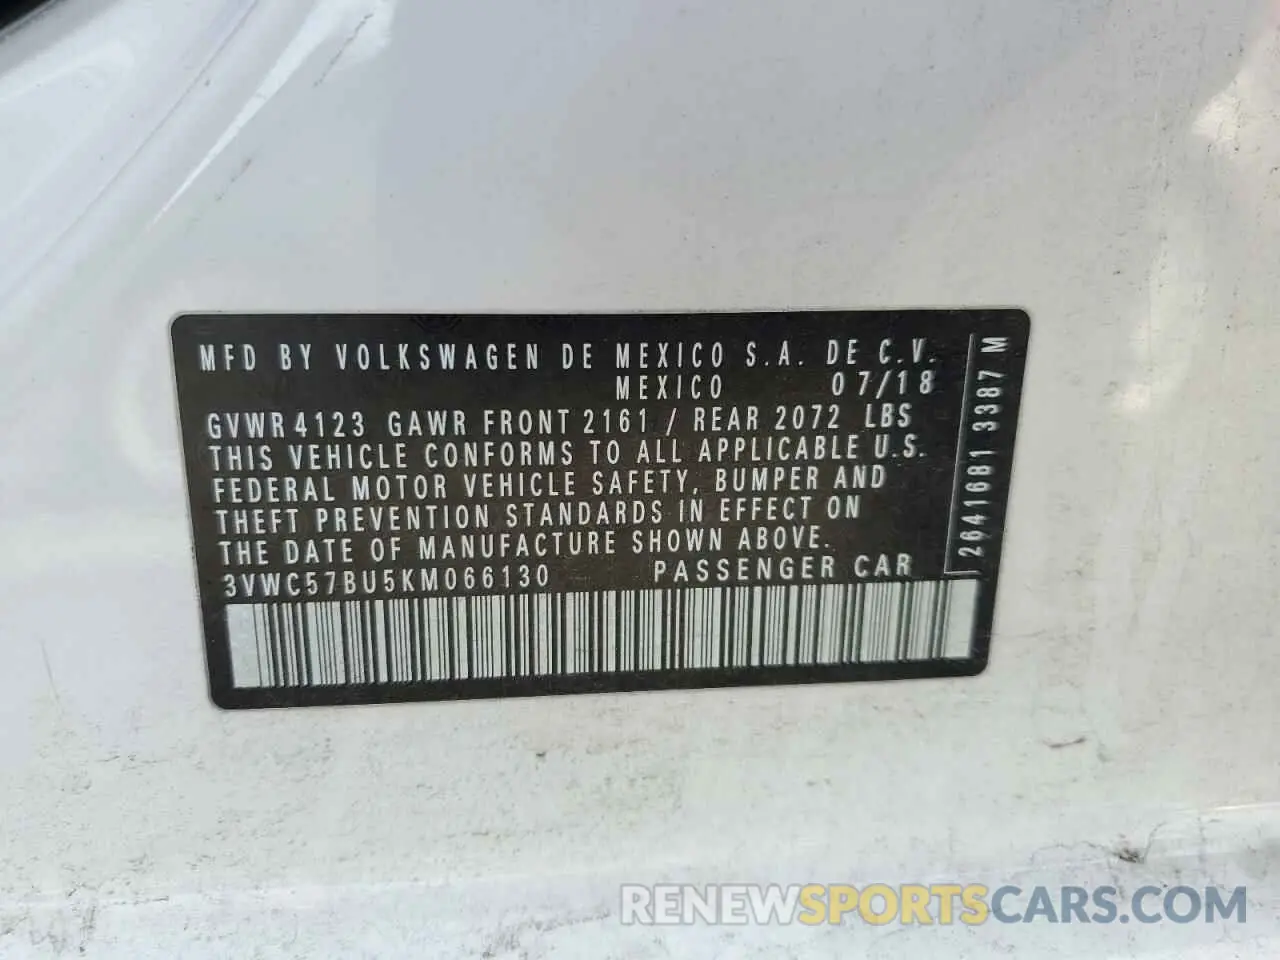 MFD BY VOLKSWAGEN DE MEXICO S.A. DE C.V.
MEXICO 07/18
GVWR 4123 GAWR FRONT 2161 / REAR 2072 LBS
THIS VEHICLE CONFORMS TO ALL APPLICABLE U.S.
FEDERAL MOTOR VEHICLE SAFETY, BUMPER AND
THEFT PREVENTION STANDARDS IN EFFECT ON
THE DATE OF MANUFACTURE SHOWN ABOVE.
3VWC57BU5KM066130 PASSENGER CAR
2641681 3387 M
RENEWSPORTSCARS.COM